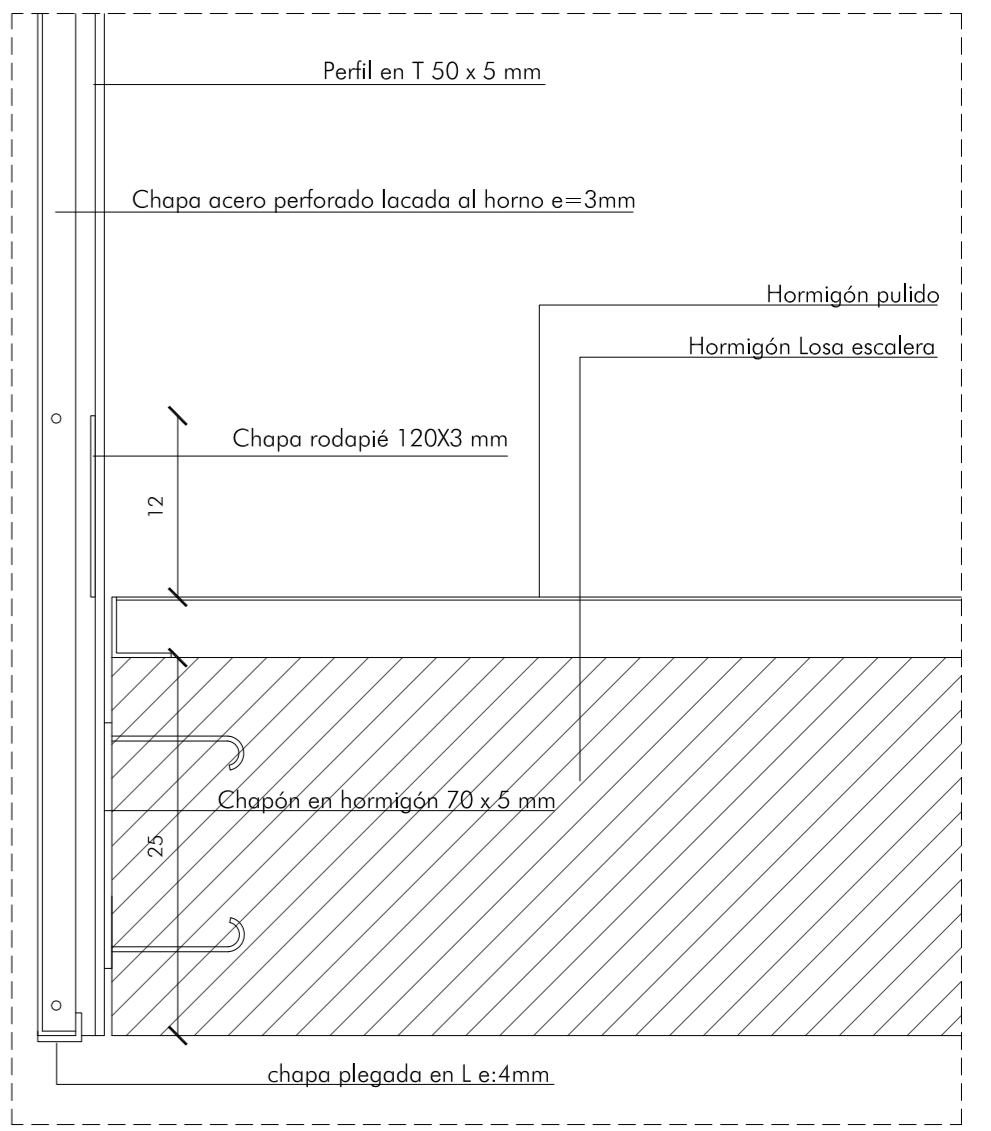 Perfil en T 50 x 5 mm
Chapa acero perforado lacada al horno e=3mm
Hormigón pulido
Hormigón Losa escalera
Chapa rodapié 120X3 mm
12
Chapón en hormigón 70 x 5 mm
25
chapa plegada en L e:4mm